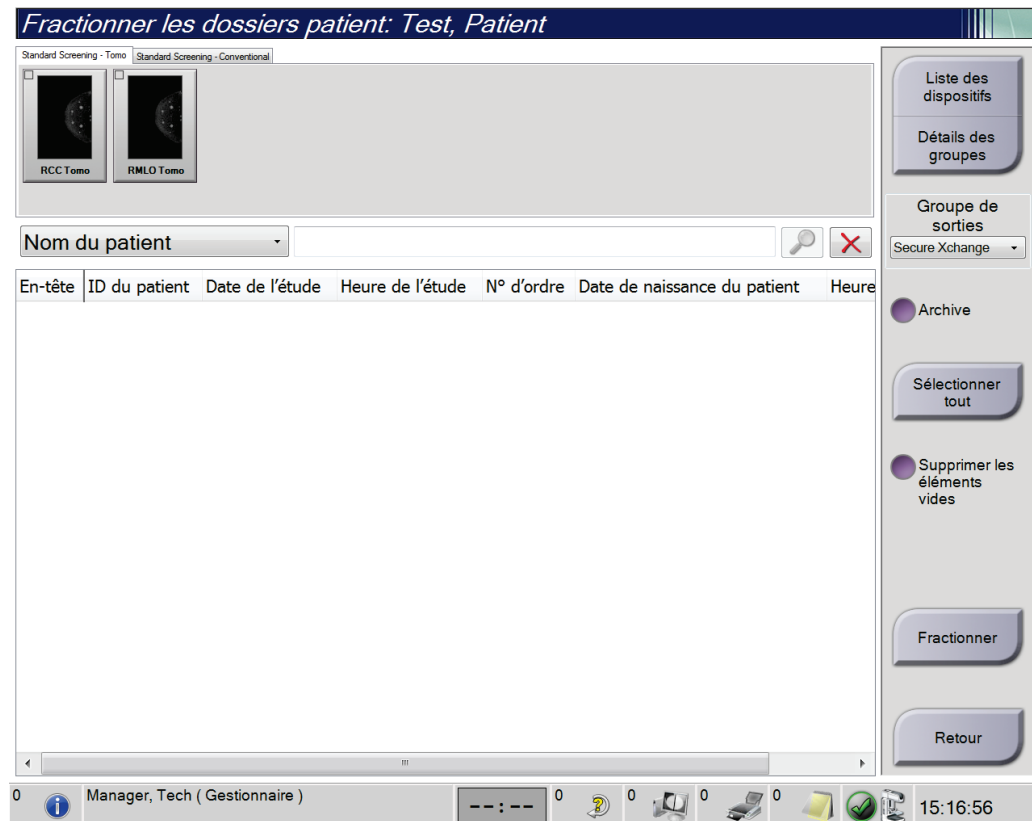 Fractionner les dossiers patient: Test, Patient
Standard Screening - Tomo Standard Screening - Conventional
RCC Tomo RMLO Tomo
Liste des
dispositifs
Détails des
groupes
Groupe de
sorties
Secure Xchange
Nom du patient
En-tête ID du patient Date de l'étude Heure de l'étude N° d'ordre Date de naissance du patient Heure
Archive
Sélectionner
tout
Supprimer les
éléments
vides
Fractionner
Retour
0 Manager, Tech ( Gestionnaire ) --:-- 0 0 0 0 15:16:56